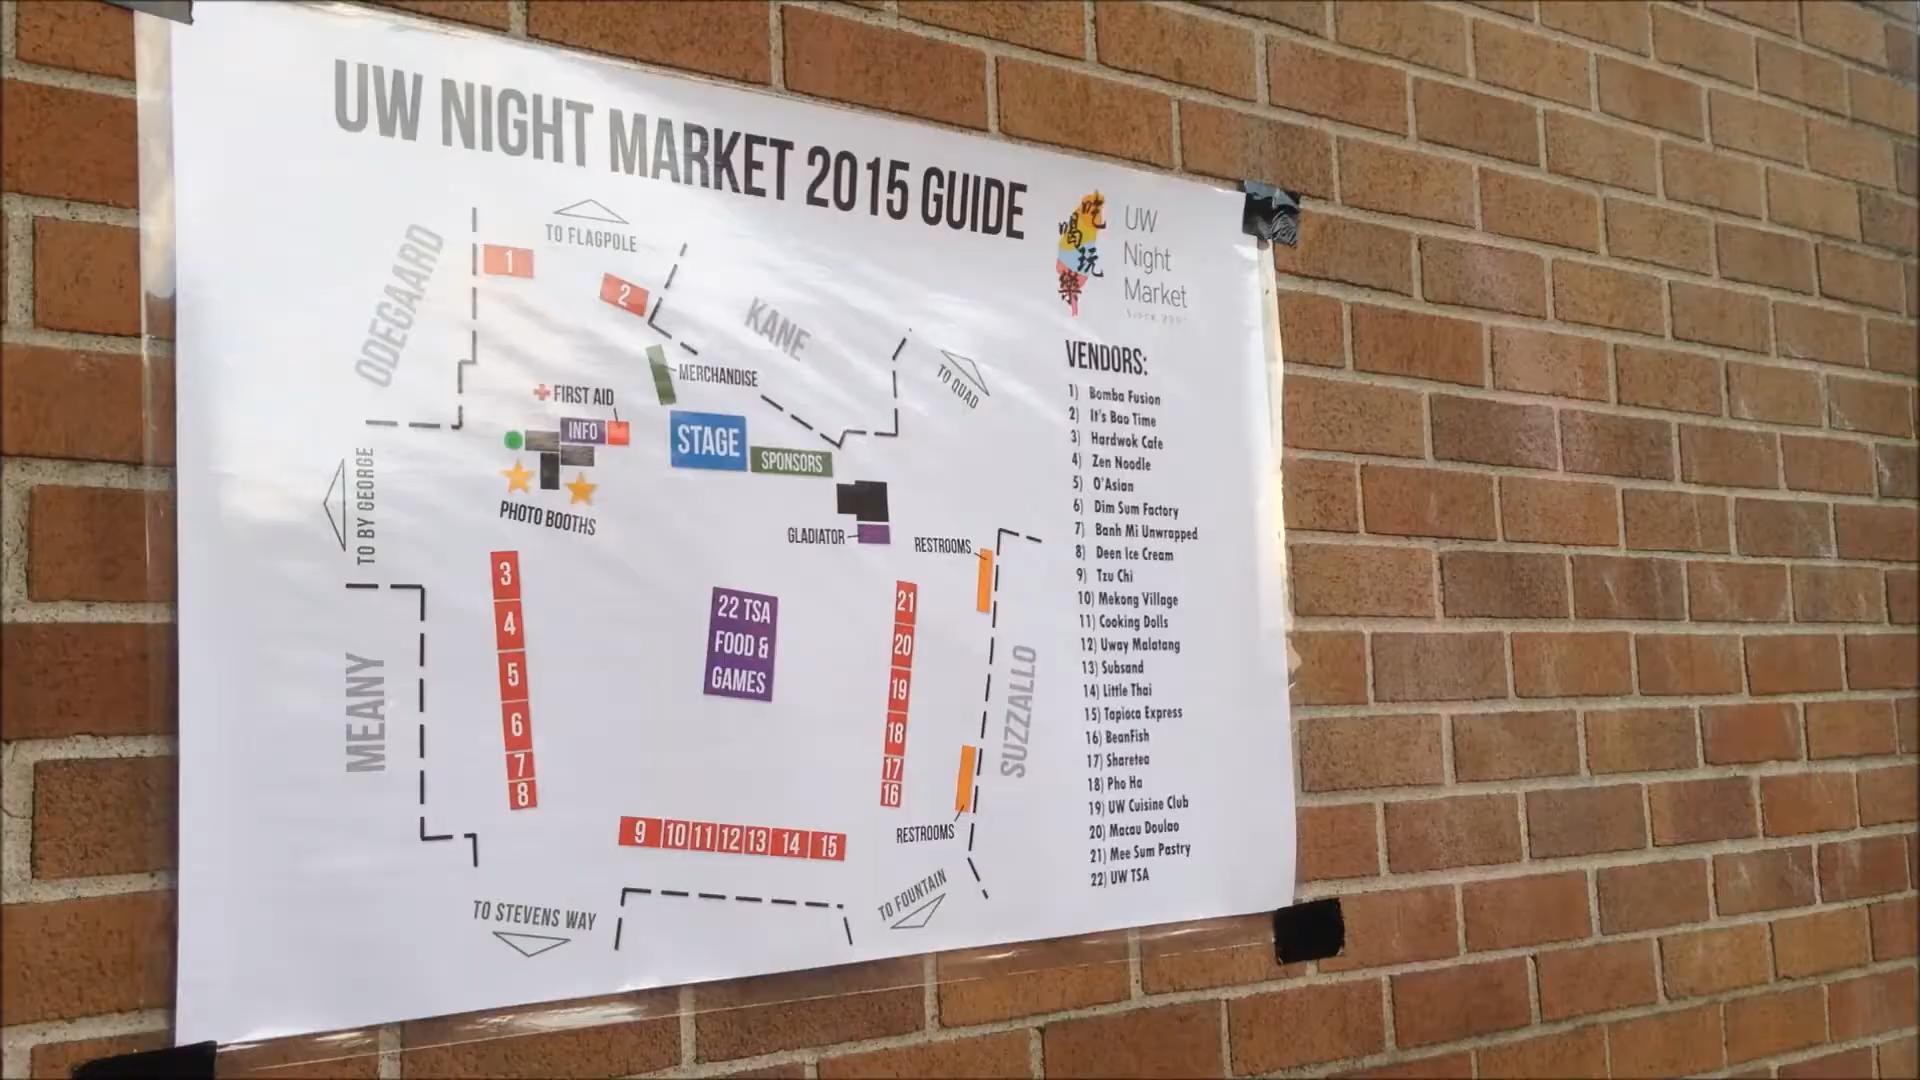 UW NIGHT MARKET 2015 GUIDE
吃
喝
玩
樂
UW
Night
Market
TO FLAGPOLE
ODEGAARD
1
2
KANE
TO QUAD
MERCHANDISE
FIRST AID
INFO
STAGE
SPONSORS
TO BY GEORGE
PHOTO BOOTHS
GLADIATOR
RESTROOMS
3
4
5
6
7
8
22 TSA
FOOD &
GAMES
21
20
19
18
17
16
MEANY
SUZZALLO
9 10 11 12 13 14 15
RESTROOMS
TO STEVENS WAY
TO FOUNTAIN
VENDORS:
1) Bomba Fusion
2) It's Bao Time
3) Hardwok Cafe
4) Zen Noodle
5) O'Asian
6) Dim Sum Factory
7) Banh Mi Unwrapped
8) Deen Ice Cream
9) Tzu Chi
10) Mekong Village
11) Cooking Dolls
12) Uway Malatang
13) Subsand
14) Little Thai
15) Tapioca Express
16) BeanFish
17) Sharetea
18) Pho Ha
19) UW Cuisine Club
20) Macau Doulao
21) Mee Sum Pastry
22) UW TSA